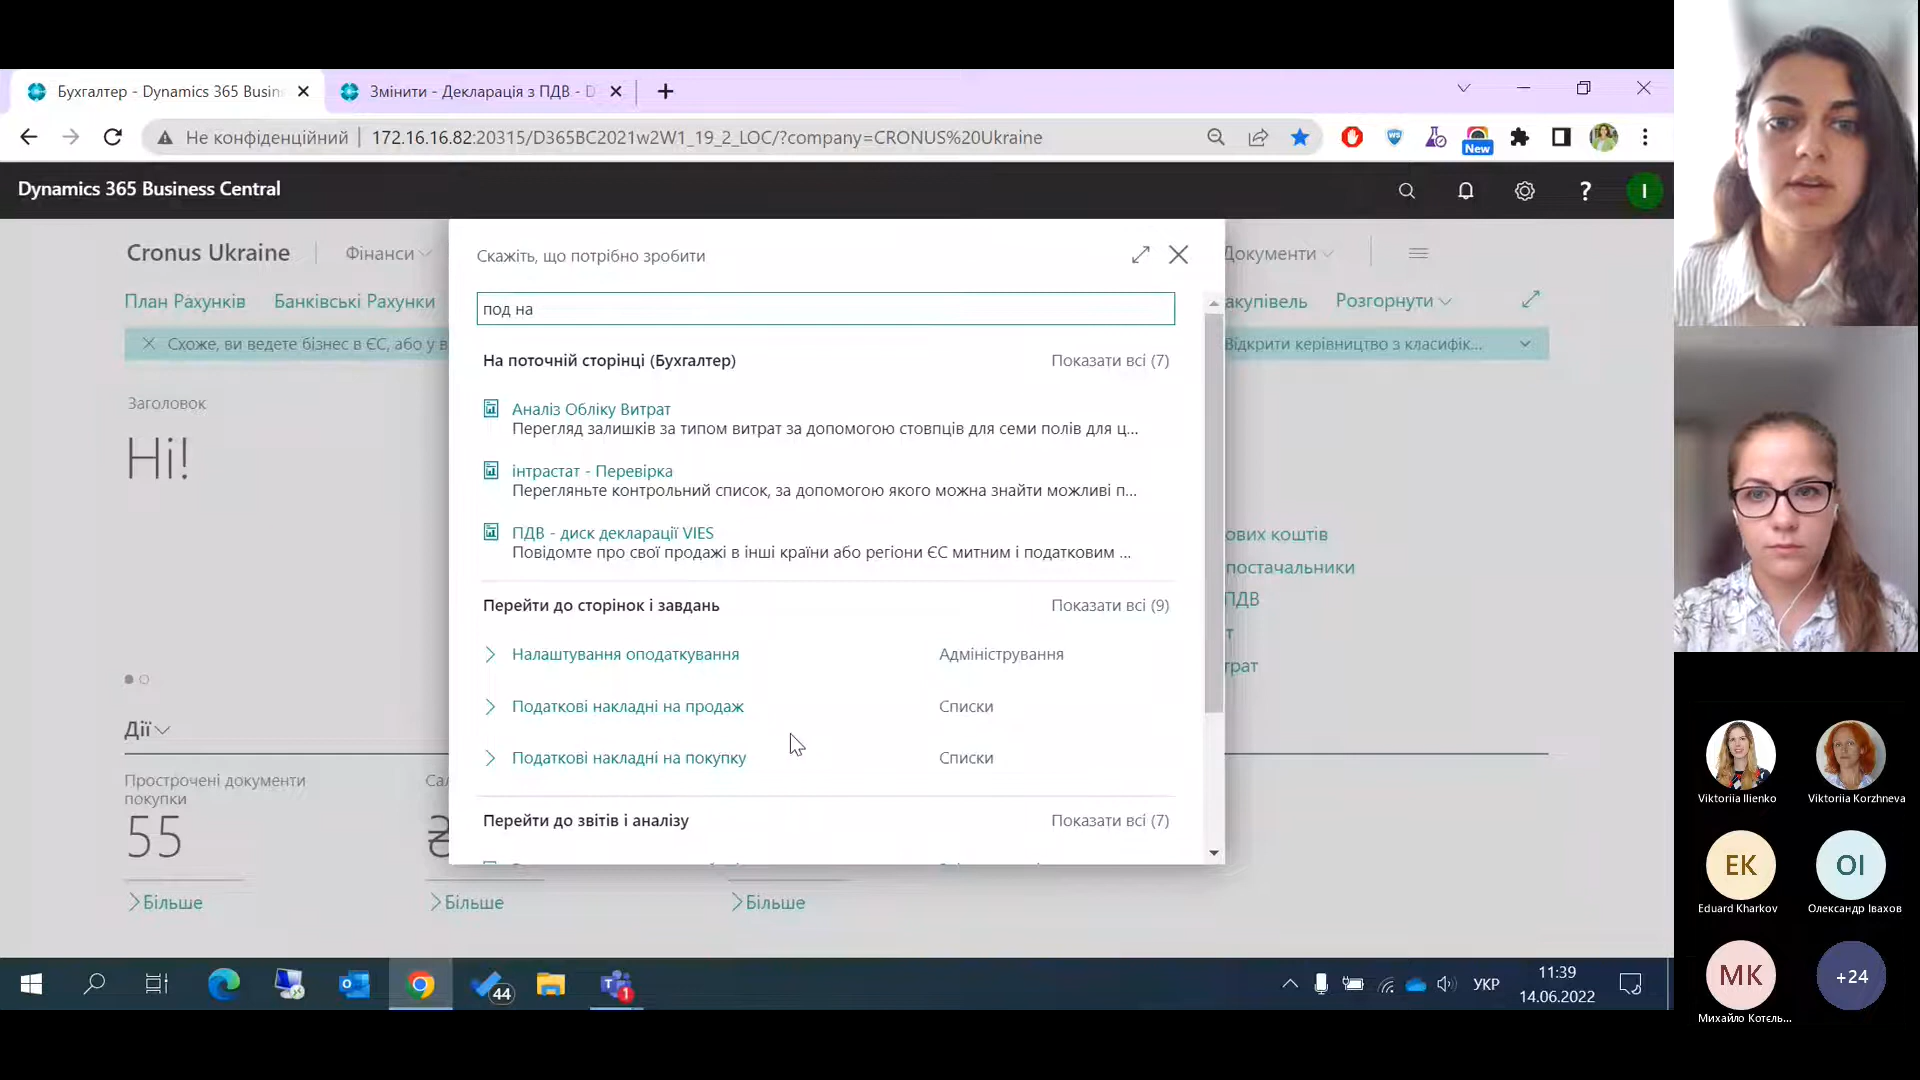 Бухгалтер - Dynamics 365 Busin
Змінити - Декларація з ПДВ - D
Не конфіденційний
172.16.16.82:20315/D365BC2021w2W1_19_2_LOC/?company=CRONUS%20Ukraine
New
Dynamics 365 Business Central
?
I
Cronus Ukraine
Фінанси
Документи
План Рахунків
Банківські Рахунки
акупівель
Розгорнути
Схоже, ви ведете бізнес в ЄС, або у в
Відкрити керівництво з класифік...
Заголовок
Hi!
Скажіть, що потрібно зробити
под на
На поточній сторінці (Бухгалтер)
Показати всі (7)
Аналіз Обліку Витрат
Перегляд залишків за типом витрат за допомогою стовпців для семи полів для ц...
інтрастат - Перевірка
Перегляньте контрольний список, за допомогою якого можна знайти можливі п...
ПДВ - диск декларації VIES
Повідомте про свої продажі в інші країни або регіони ЄС митним і податковим ...
Перейти до сторінок і завдань
Показати всі (9)
Налаштування оподаткування
Адміністрування
Податкові накладні на продаж
Списки
Податкові накладні на покупку
Списки
Перейти до звітів і аналізу
Показати всі (7)
ових коштів
постачальники
ПДВ
т
трат
Дії
Прострочені документи
покупки
55
Са
₴
Більше
Більше
Більше
44
1
УКР
11:39
14.06.2022
Viktoriia Ilienko
Viktoriia Korzhneva
EK
Eduard Kharkov
OI
Олександр Івахов
MK
Михайло Котєль...
+24